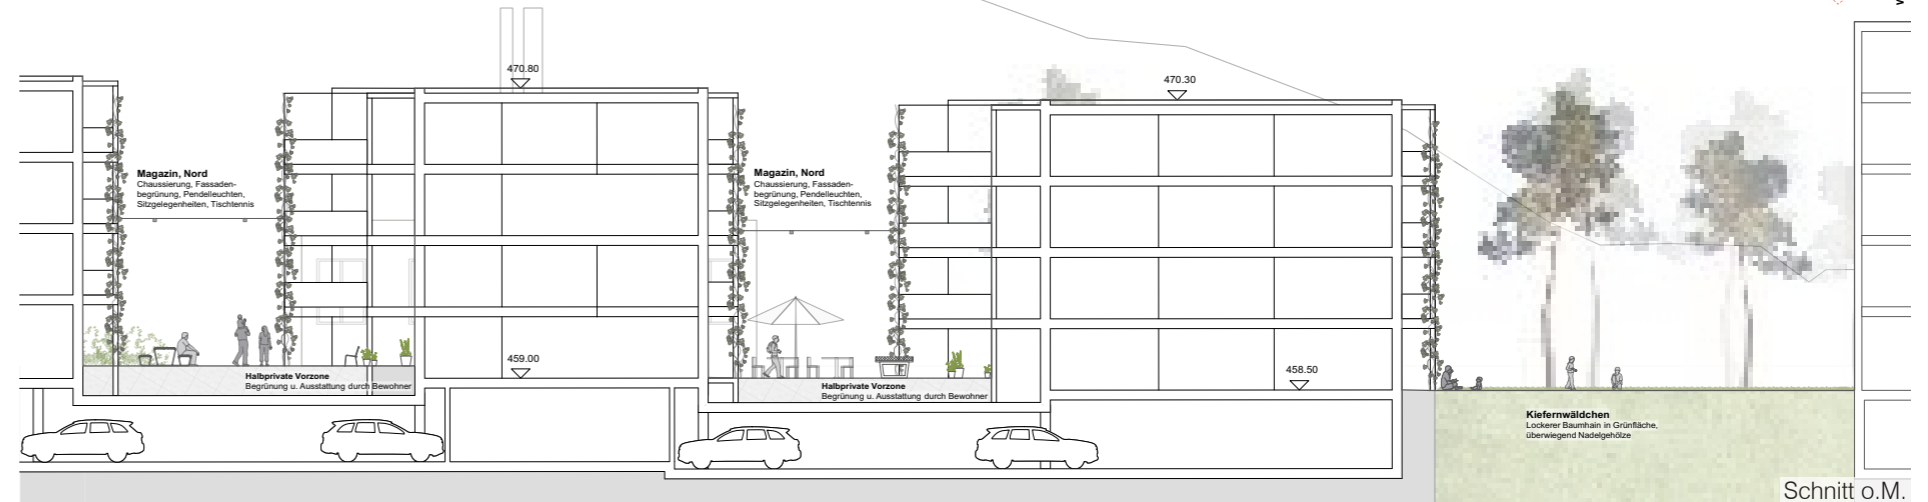 470.80
470.30
Magazin, Nord
Chaussierung, Fassaden-
begrünung, Pendelleuchten,
Sitzgelegenheiten, Tischtennis
Magazin, Nord
Chaussierung, Fassaden-
begrünung, Pendelleuchten,
Sitzgelegenheiten, Tischtennis
459.00
458.50
Halbprivate Vorzone
Begrünung u. Ausstattung durch Bewohner
Halbprivate Vorzone
Begrünung u. Ausstattung durch Bewohner
Kiefernwäldchen
Lockerer Baumhain in Grünfläche,
überwiegend Nadelgehölze
Schnitt o.M.